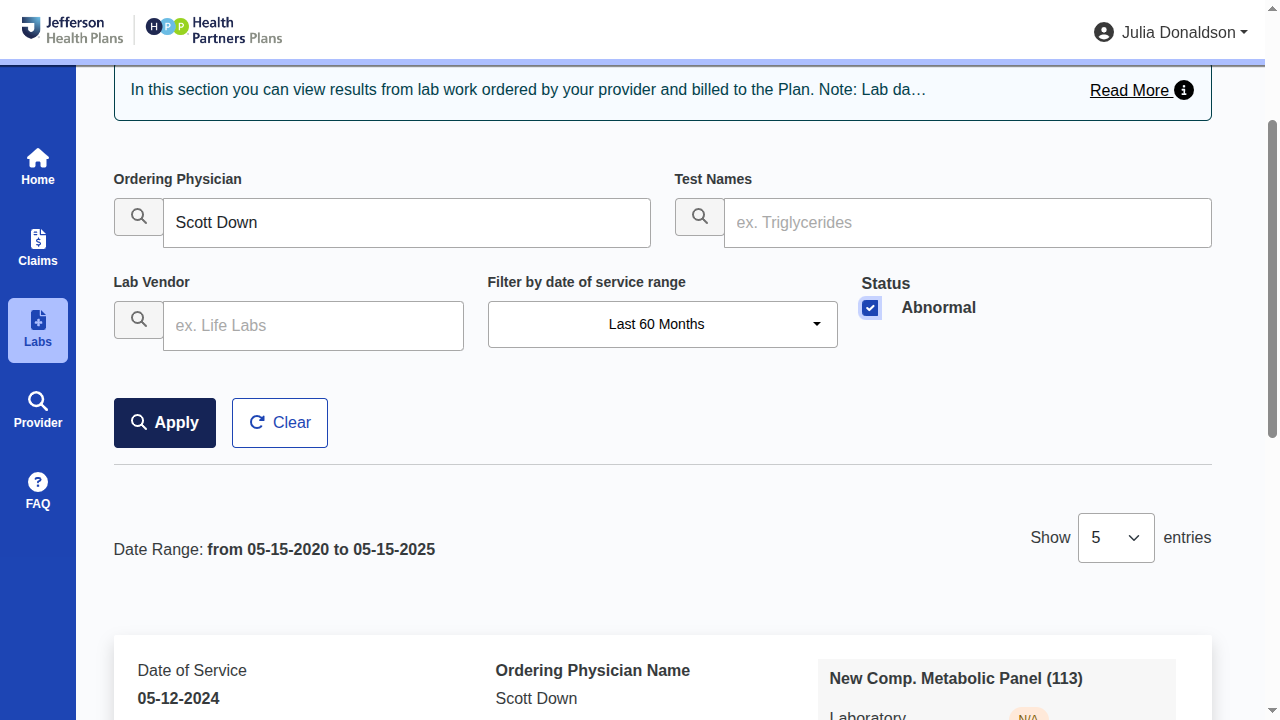 Jefferson
Health Plans
HPP
Health
Partners Plans
Julia Donaldson
In this section you can view results from lab work ordered by your provider and billed to the Plan. Note: Lab da…
Read More
Home
Claims
Labs
Provider
FAQ
Ordering Physician
Scott Down
Test Names
ex. Triglycerides
Lab Vendor
ex. Life Labs
Filter by date of service range
Last 60 Months
Status
Abnormal
Apply
Clear
Date Range: from 05-15-2020 to 05-15-2025
Show 5 entries
Date of Service
05-12-2024
Ordering Physician Name
Scott Down
New Comp. Metabolic Panel (113)
Laboratory N/A